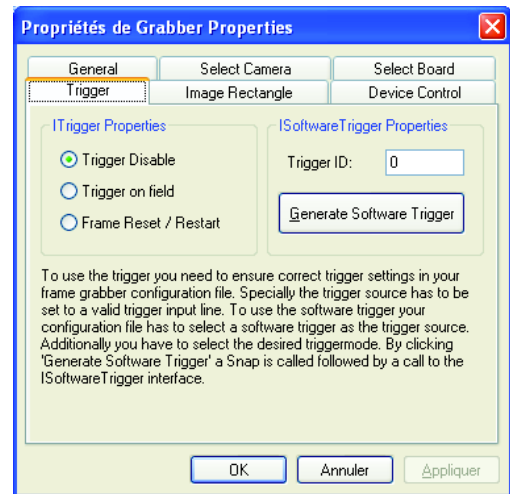 Propriétés de Grabber Properties
General
Select Camera
Select Board
Trigger
Image Rectangle
Device Control
ITrigger Properties
Trigger Disable
Trigger on field
Frame Reset / Restart
ISoftwareTrigger Properties
Trigger ID:
0
Generate Software Trigger
To use the trigger you need to ensure correct trigger settings in your
frame grabber configuration file. Specially the trigger source has to be
set to a valid trigger input line. To use the software trigger your
configuration file has to select a software trigger as the trigger source.
Additionally you have to select the desired triggermode. By clicking
'Generate Software Trigger' a Snap is called followed by a call to the
ISoftwareTrigger interface.
OK
Annuler
Appliquer